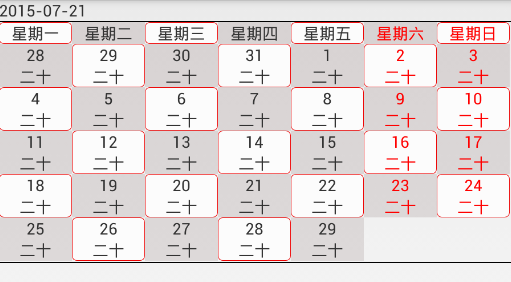 2015-07-21
星期一 星期二 星期三 星期四 星期五 星期六 星期日
28 29 30 31 1 2 3
二十 二十 二十 二十 二十 二十 二十
4 5 6 7 8 9 10
二十 二十 二十 二十 二十 二十 二十
11 12 13 14 15 16 17
二十 二十 二十 二十 二十 二十 二十
18 19 20 21 22 23 24
二十 二十 二十 二十 二十 二十 二十
25 26 27 28 29
二十 二十 二十 二十 二十